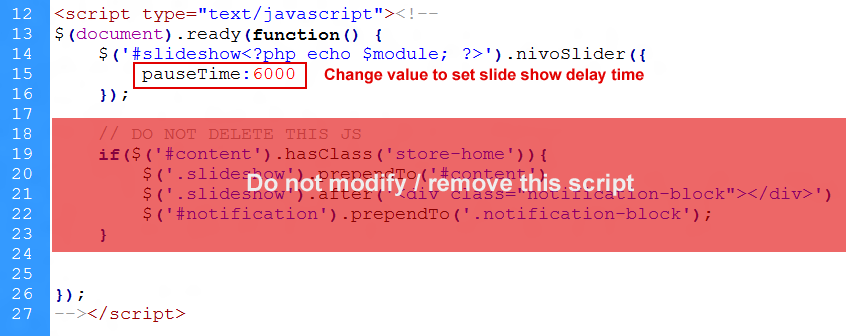 12 <script type="text/javascript"><!--
13 $(document).ready(function() {
14 $('#slideshow<?php echo $module; ?>').nivoSlider({
15 pauseTime:6000 Change value to set slide show delay time
16 });
17
18 // DO NOT DELETE THIS JS
19 if($('#content').hasClass('store-home')){
20 $('.slideshow').prependTo('#content')
Do not modify / remove this script
21 $('.slideshow').after('<div class="notification-block"></div>')
22 $('#notification').prependTo('.notification-block');
23 }
24
25
26 });
27 --></script>